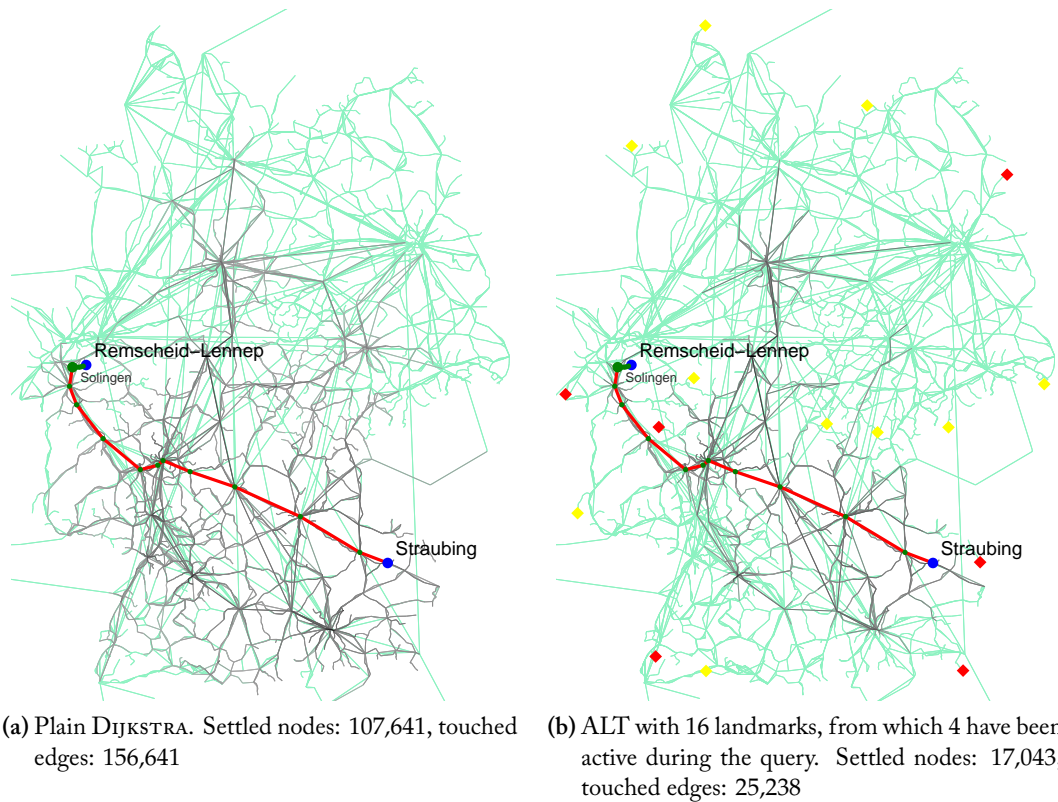 Remscheid–Lennep
Solingen
Straubing
Remscheid–Lennep
Solingen
Straubing
(a) Plain DIJKSTRA. Settled nodes: 107,641, touched
edges: 156,641
(b) ALT with 16 landmarks, from which 4 have been
active during the query. Settled nodes: 17,043,
touched edges: 25,238